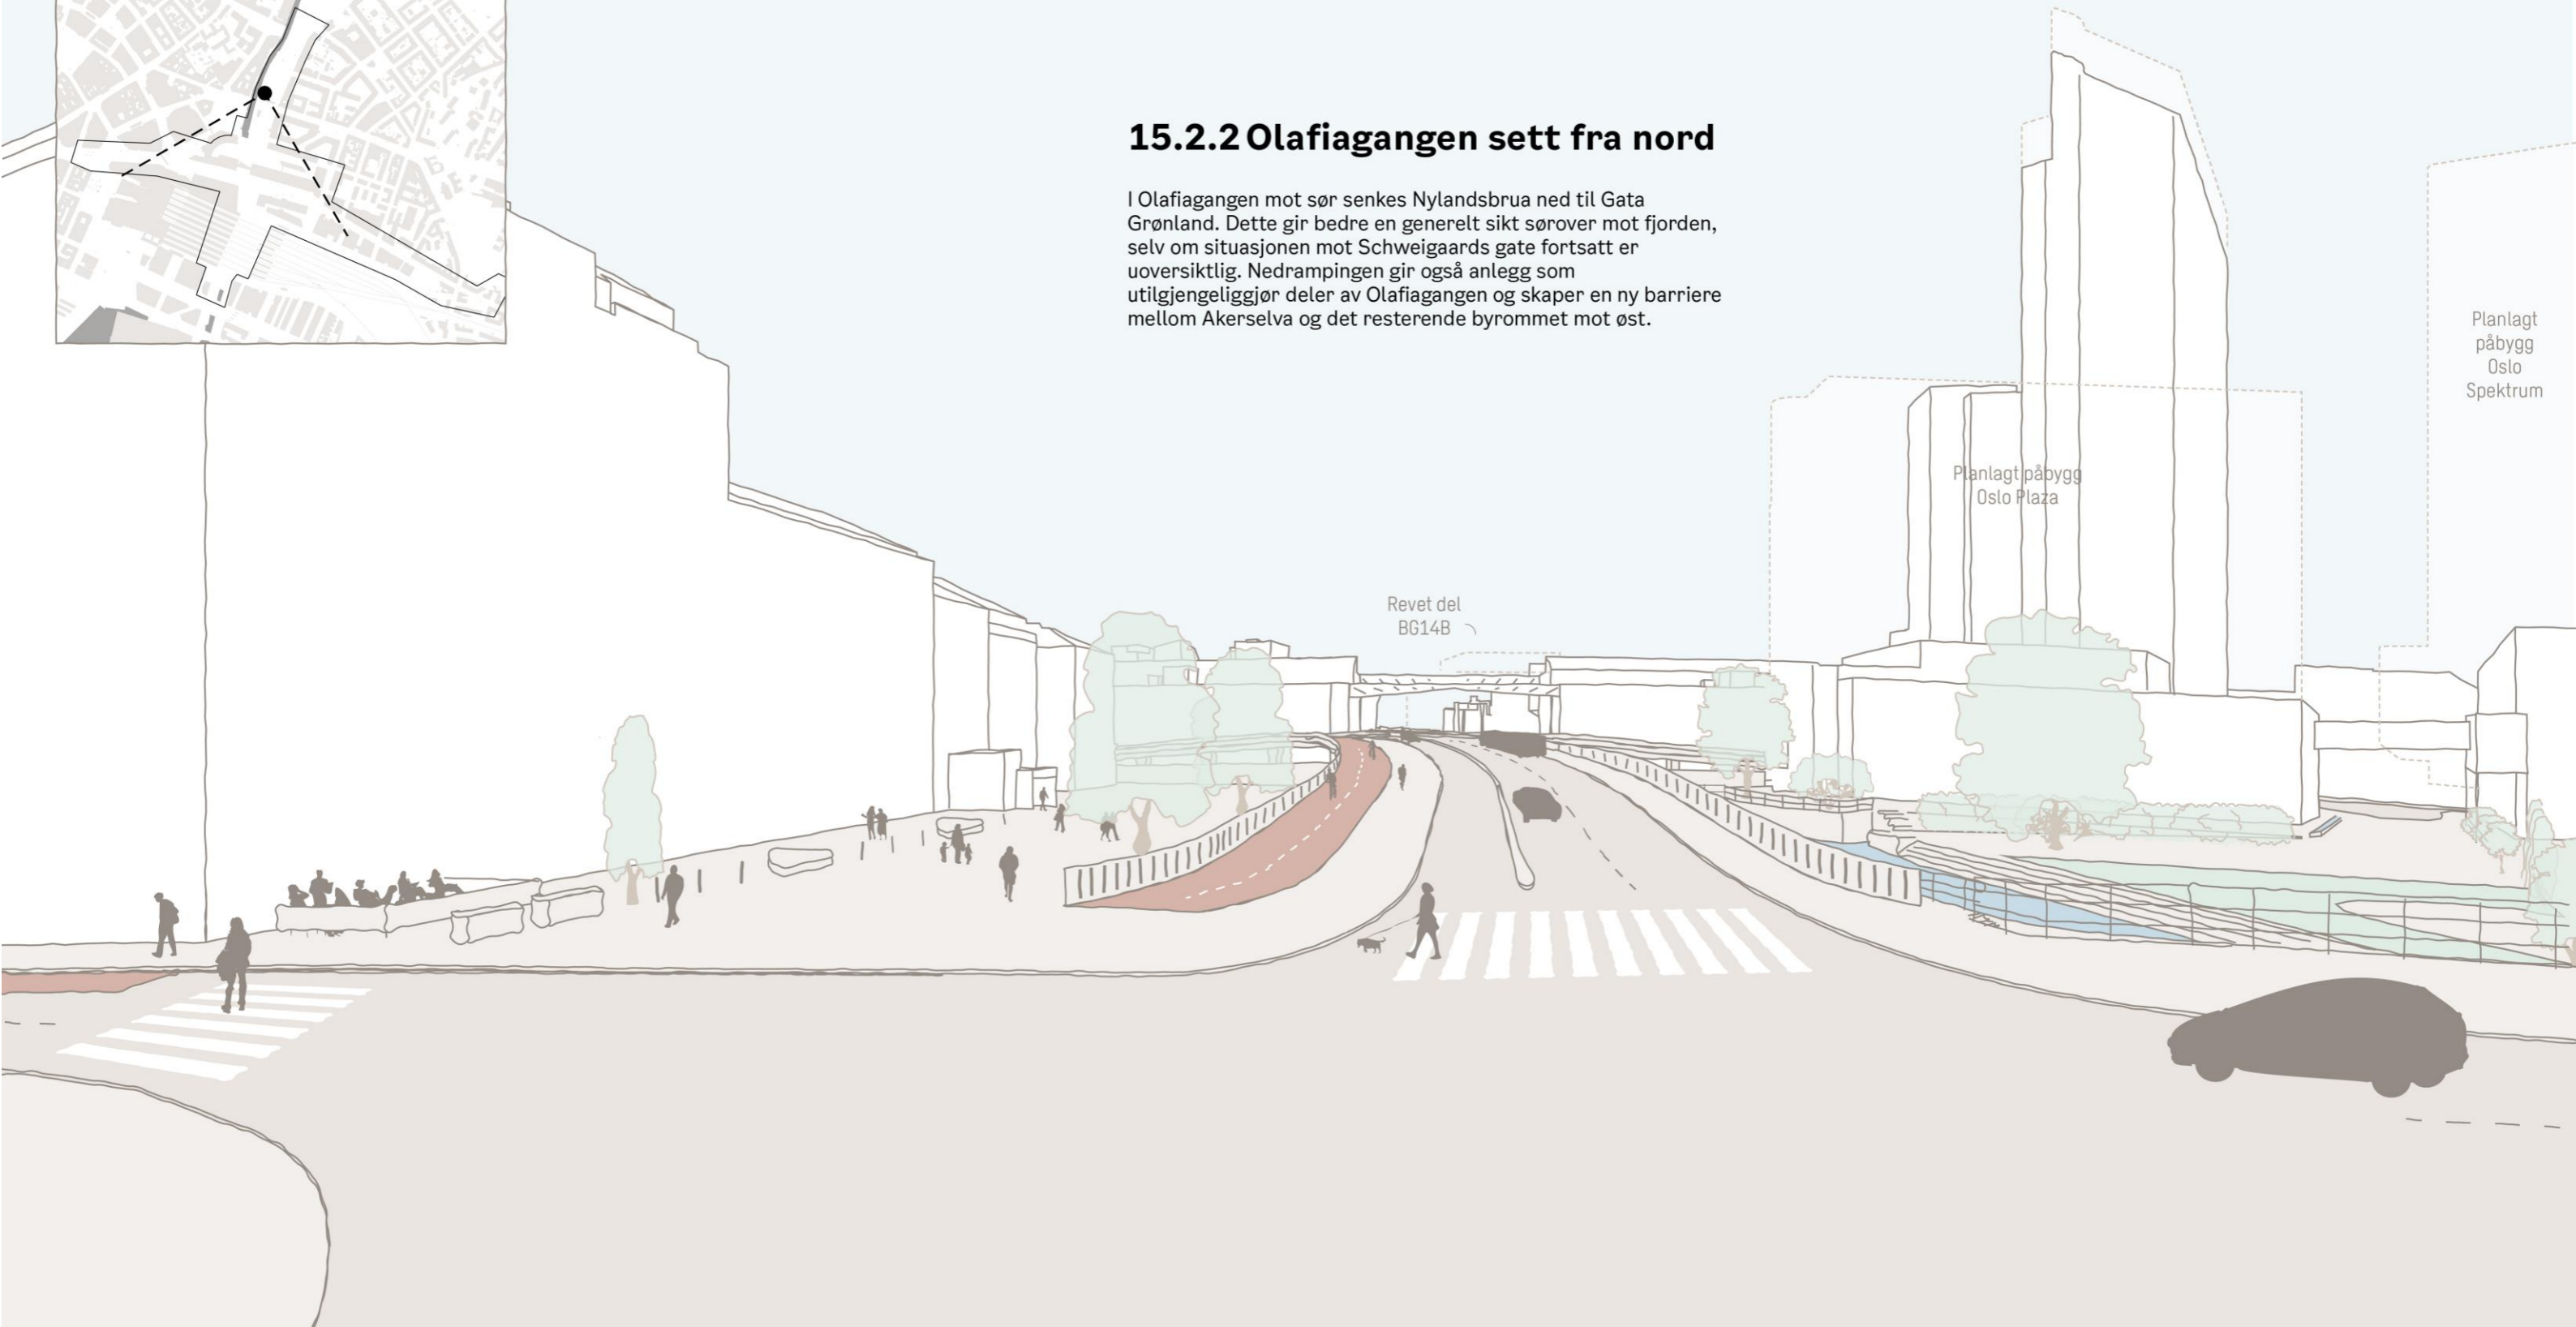 15.2.2 Olafiagangen sett fra nord
I Olafiagangen mot sør senkes Nylandsbrua ned til Gata
Grønland. Dette gir bedre en generelt sikt sørover mot fjorden,
selv om situasjonen mot Schweigaards gate fortsatt er
uoversiktlig. Nedrampingen gir også anlegg som
utilgjengeliggjør deler av Olafiagangen og skaper en ny barriere
mellom Akerselva og det resterende byrommet mot øst.
Planlagt
påbygg
Oslo
Spektrum
Planlagt påbygg
Oslo Plaza
Revet del
BG14B